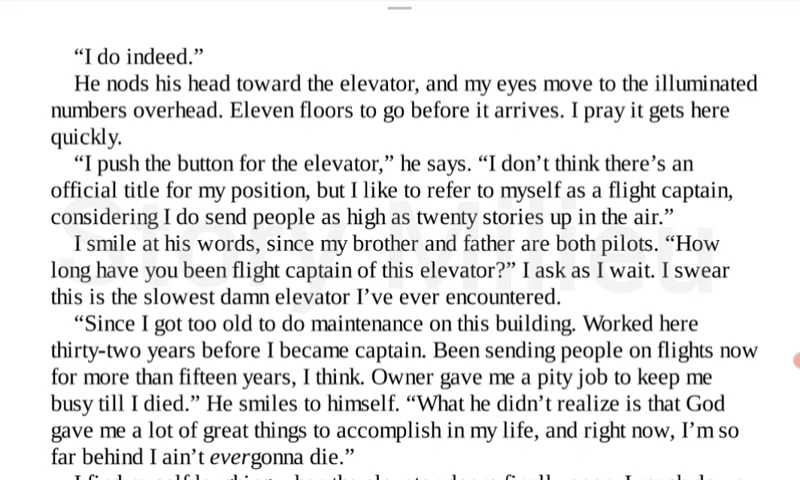 “I do indeed.”
He nods his head toward the elevator, and my eyes move to the illuminated
numbers overhead. Eleven floors to go before it arrives. I pray it gets here
quickly.
“I push the button for the elevator,” he says. “I don’t think there’s an
official title for my position, but I like to refer to myself as a flight captain,
considering I do send people as high as twenty stories up in the air.”
I smile at his words, since my brother and father are both pilots. “How
long have you been flight captain of this elevator?” I ask as I wait. I swear
this is the slowest damn elevator I’ve ever encountered.
“Since I got too old to do maintenance on this building. Worked here
thirty-two years before I became captain. Been sending people on flights now
for more than fifteen years, I think. Owner gave me a pity job to keep me
busy till I died.” He smiles to himself. “What he didn’t realize is that God
gave me a lot of great things to accomplish in my life, and right now, I’m so
far behind I ain’t evergonna die.”